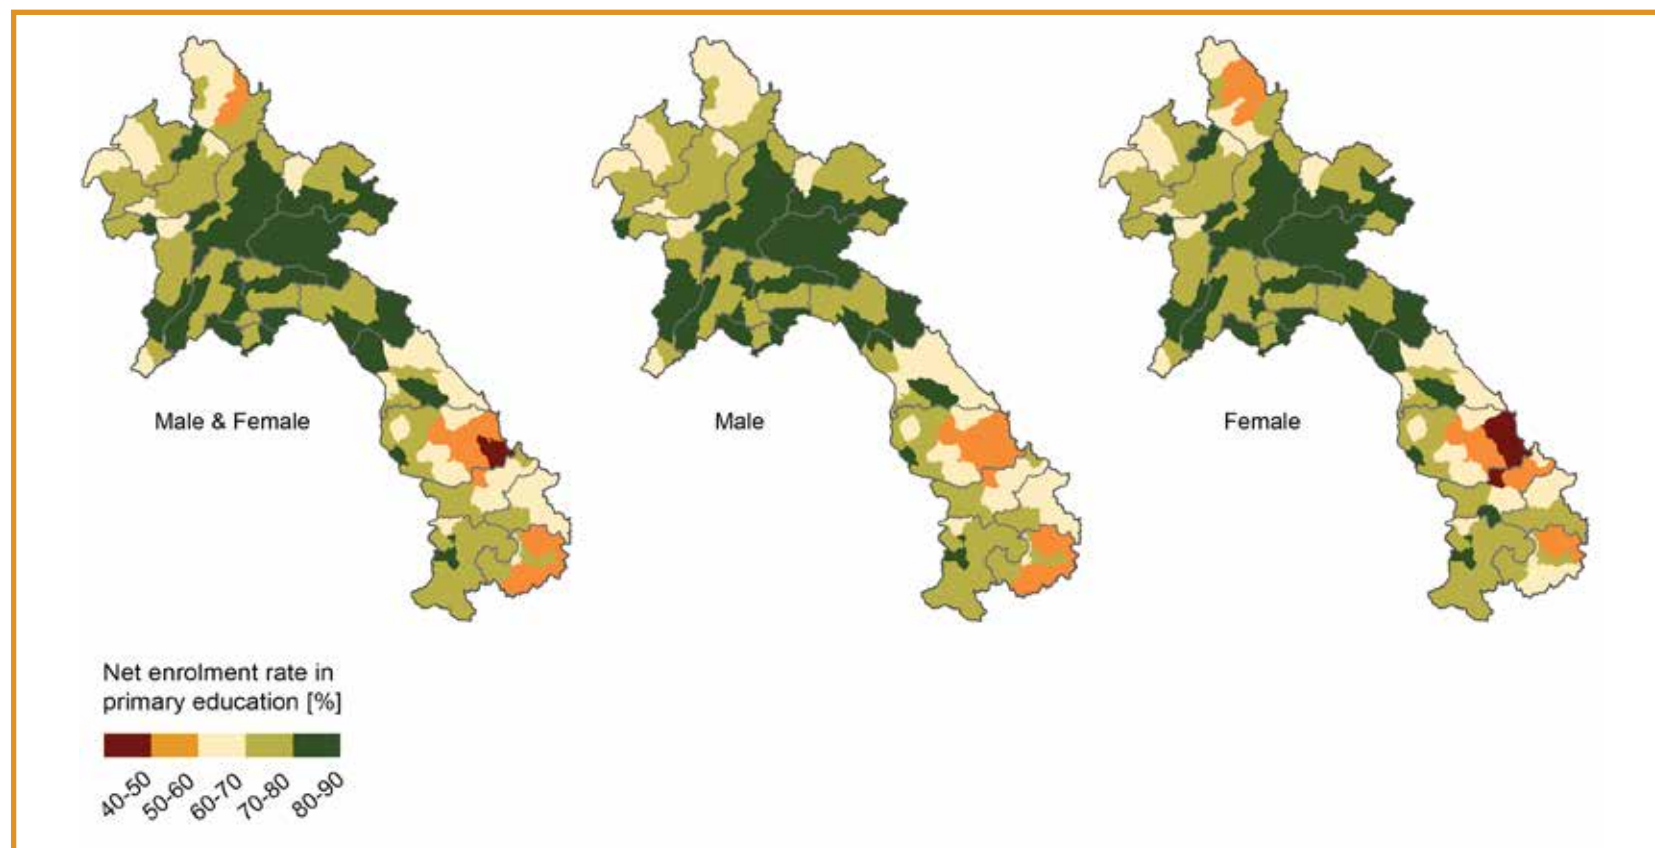 Male & Female
Male
Female
Net enrolment rate in
primary education [%]
40-50
50-60
60-70
70-80
80-90